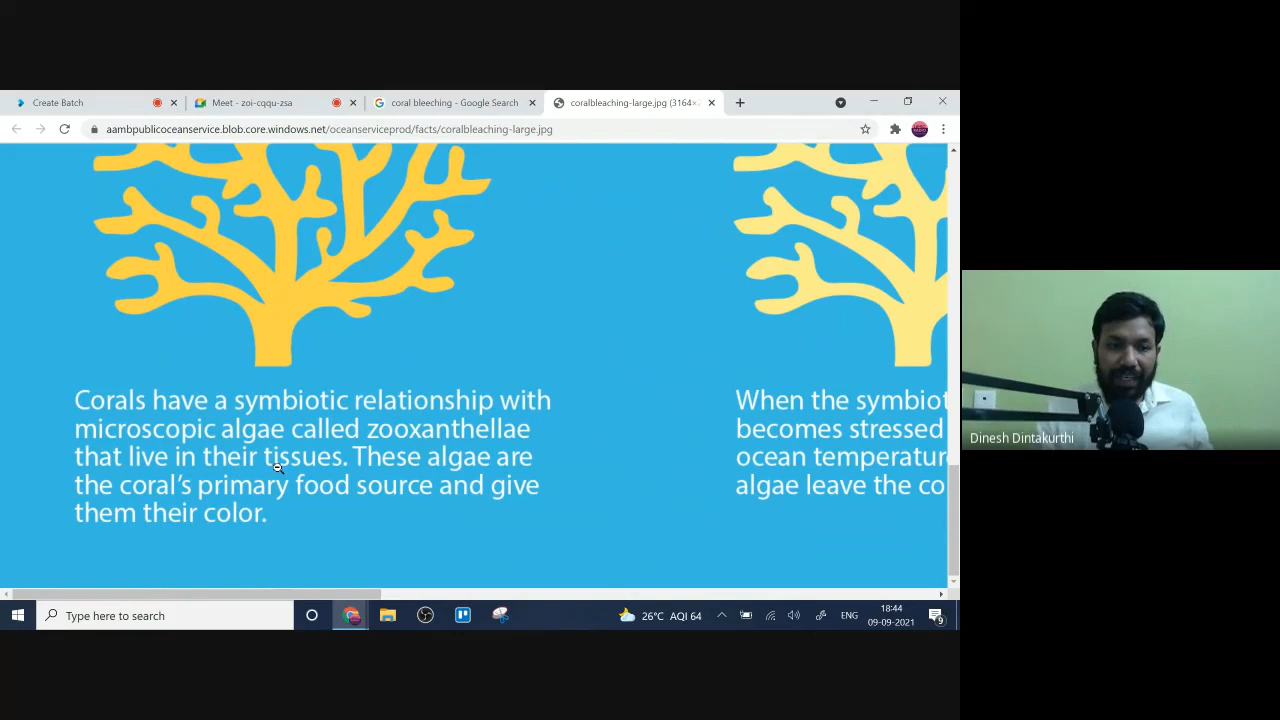 Create Batch
Meet - zoi-cqqu-zsa
coral bleeching - Google Search
coralbleaching-large.jpg (3164×
aambpublicoceanservice.blob.core.windows.net/oceanserviceprod/facts/coralbleaching-large.jpg
Corals have a symbiotic relationship with
microscopic algae called zooxanthellae
that live in their tissues. These algae are
the coral's primary food source and give
them their color.
When the symbiot
becomes stressed
ocean temperatur
algae leave the co
Dinesh Dintakurthi
Type here to search
26°C AQI 64
ENG
18:44
09-09-2021
9